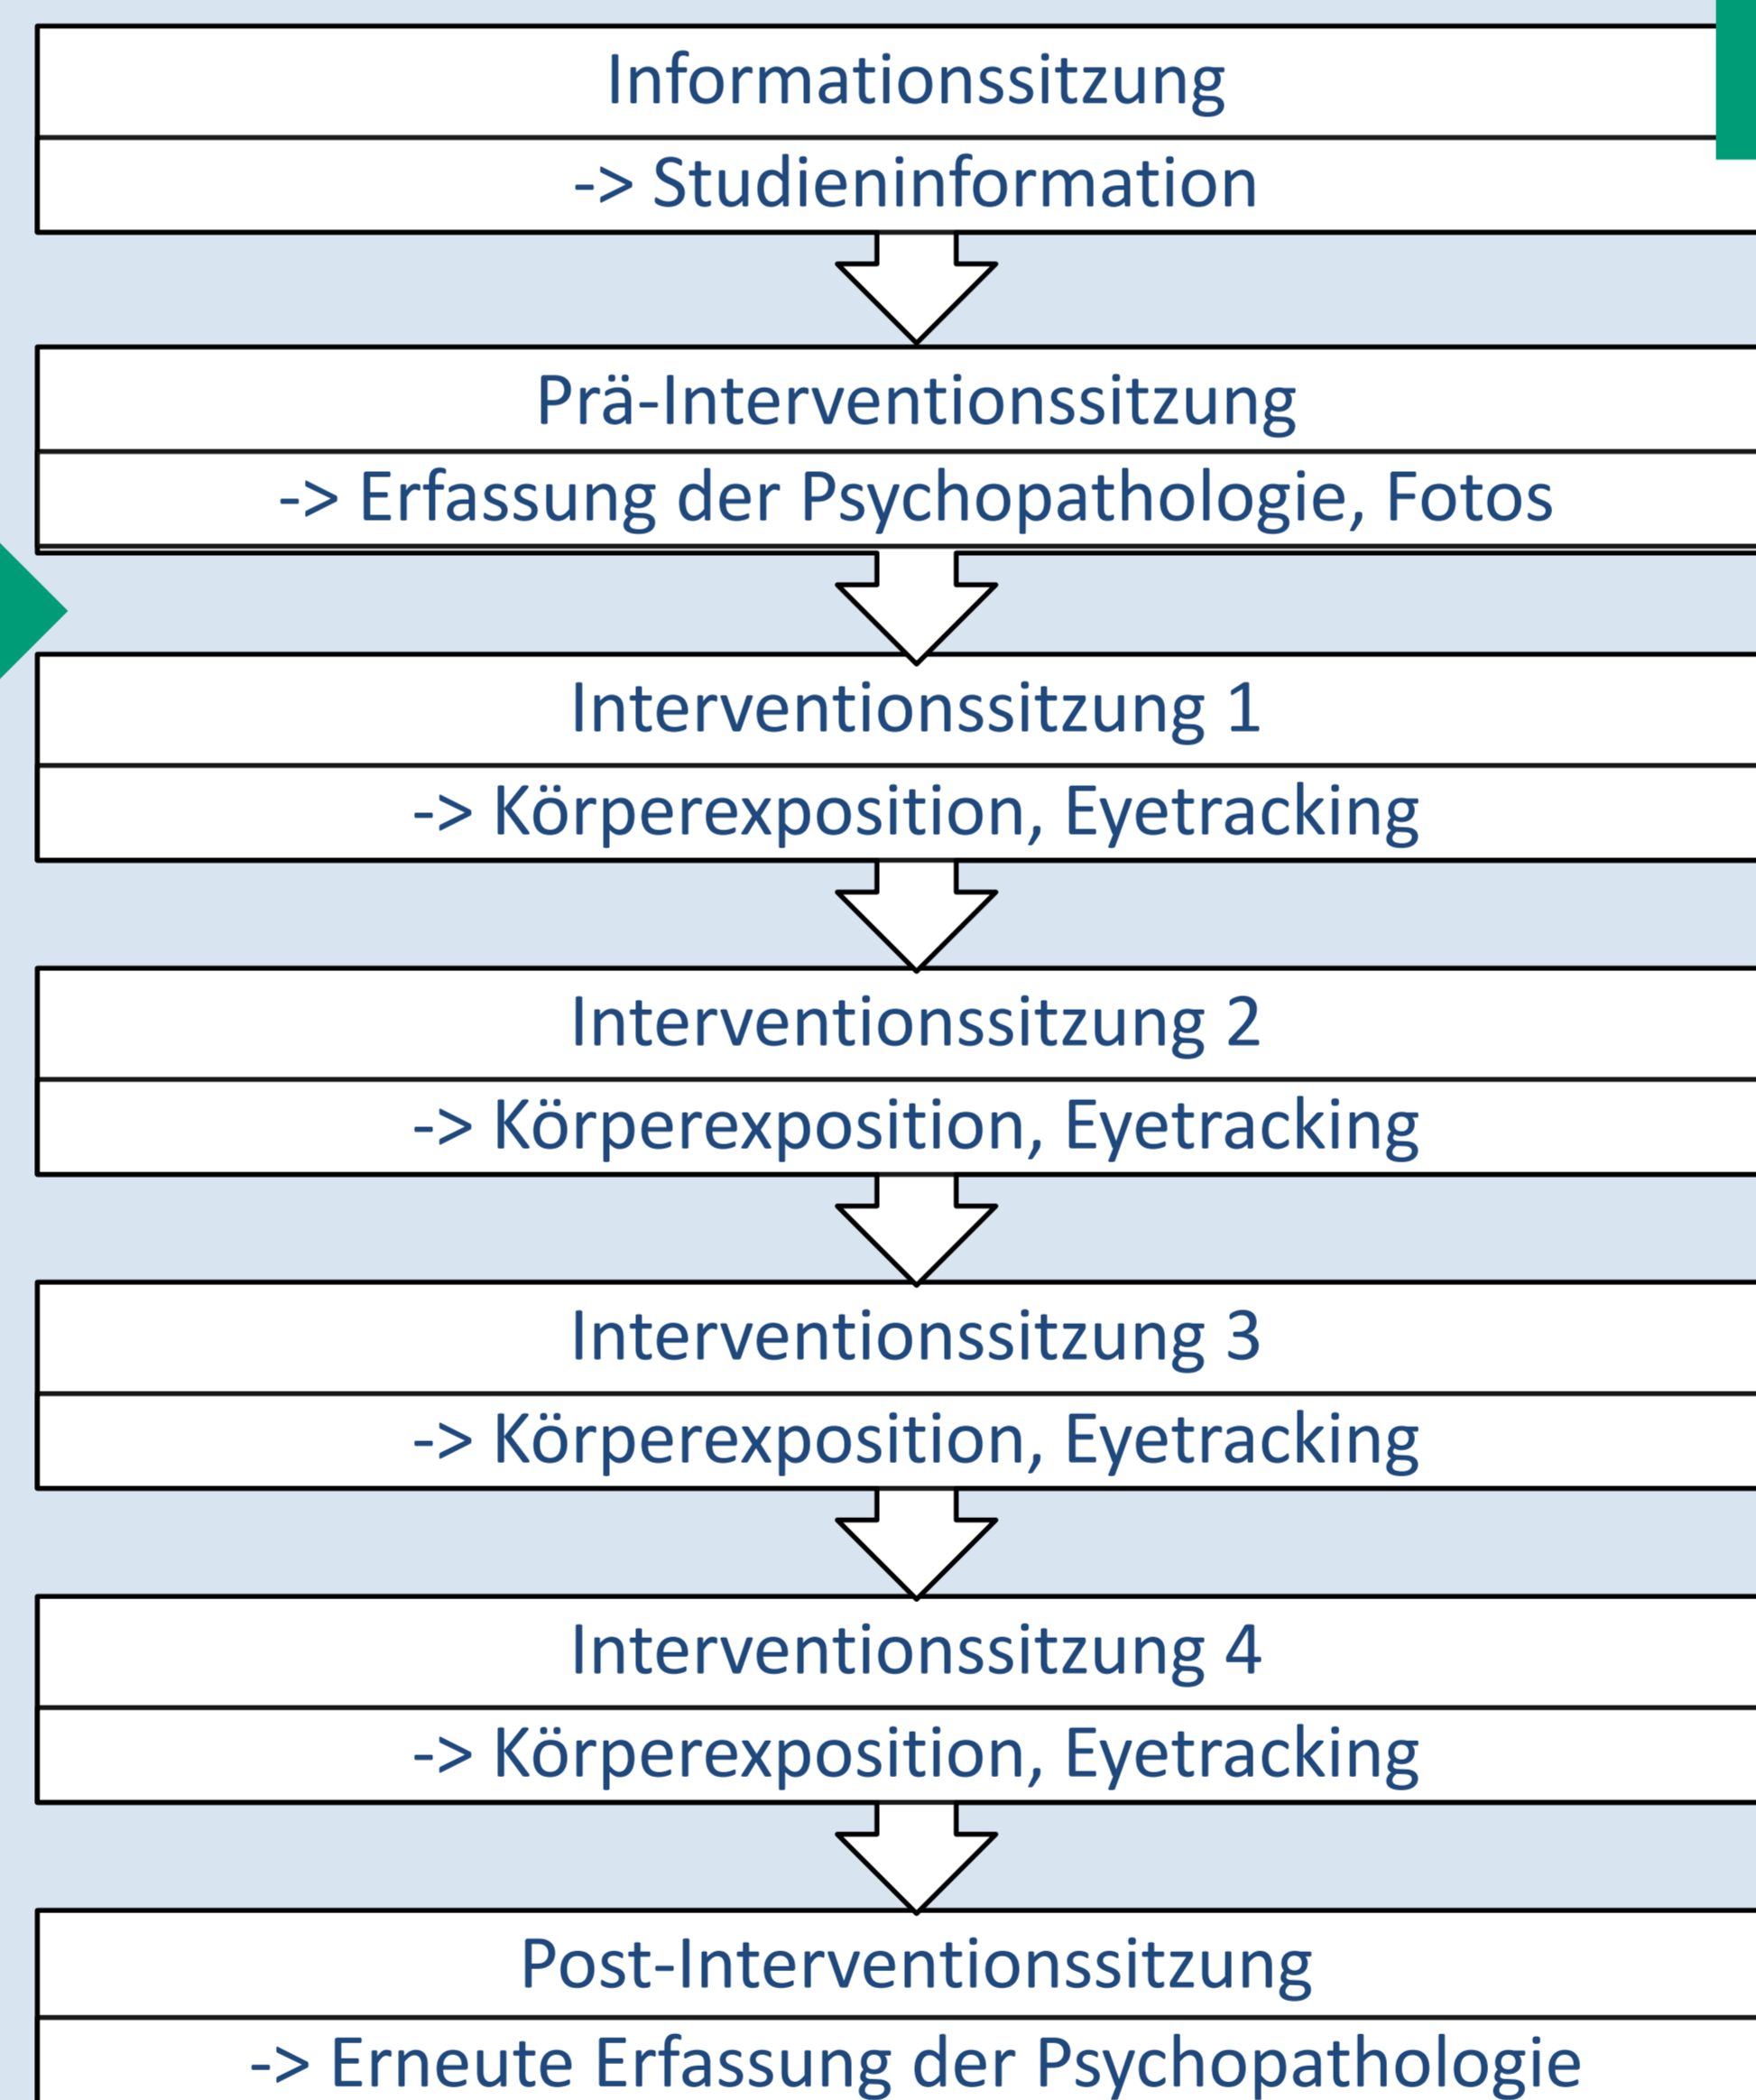 Informationssitzung
-> Studieninformation
Prä-Interventionssitzung
-> Erfassung der Psychopathologie, Fotos
Interventionssitzung 1
-> Körperexposition, Eyetracking
Interventionssitzung 2
-> Körperexposition, Eyetracking
Interventionssitzung 3
-> Körperexposition, Eyetracking
Interventionssitzung 4
-> Körperexposition, Eyetracking
Post-Interventionssitzung
-> Erneute Erfassung der Psychopathologie